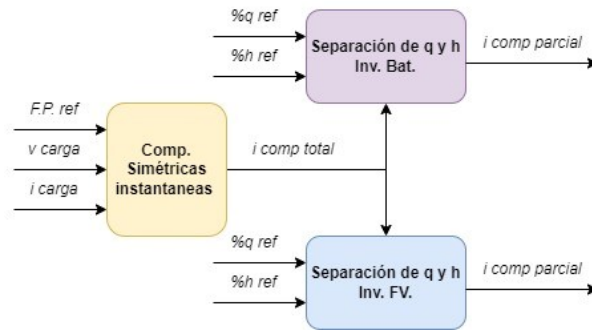 %q ref
%h ref
Separación de q y h
Inv. Bat.
i comp parcial
F.P. ref
v carga
i carga
Comp.
Simétricas
instantaneas
i comp total
%q ref
%h ref
Separación de q y h
Inv. FV.
i comp parcial